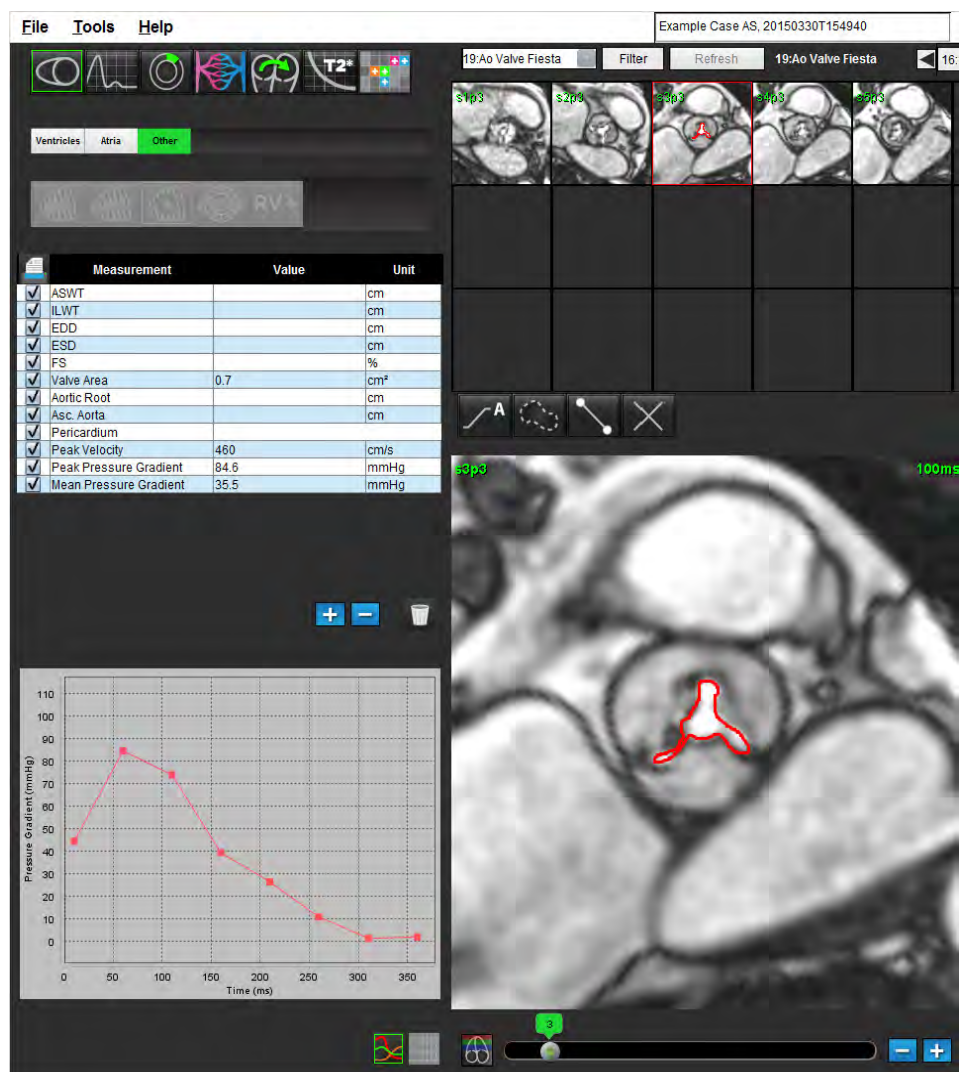 File Tools Help
Example Case AS, 20150330T154940
19:Ao Valve Fiesta Filter Refresh 19:Ao Valve Fiesta 16:
T2*
s1p3 s2p3 s3p3 s4p3 s5p3
Ventricles Atria Other
RV
Measurement Value Unit
ASWT cm
ILWT cm
EDD cm
ESD cm
FS %
Valve Area 0.7 cm²
Aortic Root cm
Asc. Aorta cm
Pericardium
Peak Velocity 460 cm/s
Peak Pressure Gradient 84.6 mmHg
Mean Pressure Gradient 35.5 mmHg
A
s3p3 100ms
Pressure Gradient (mmHg)
110
100
90
80
70
60
50
40
30
20
10
0
0 50 100 150 200 250 300 350
Time (ms)
3